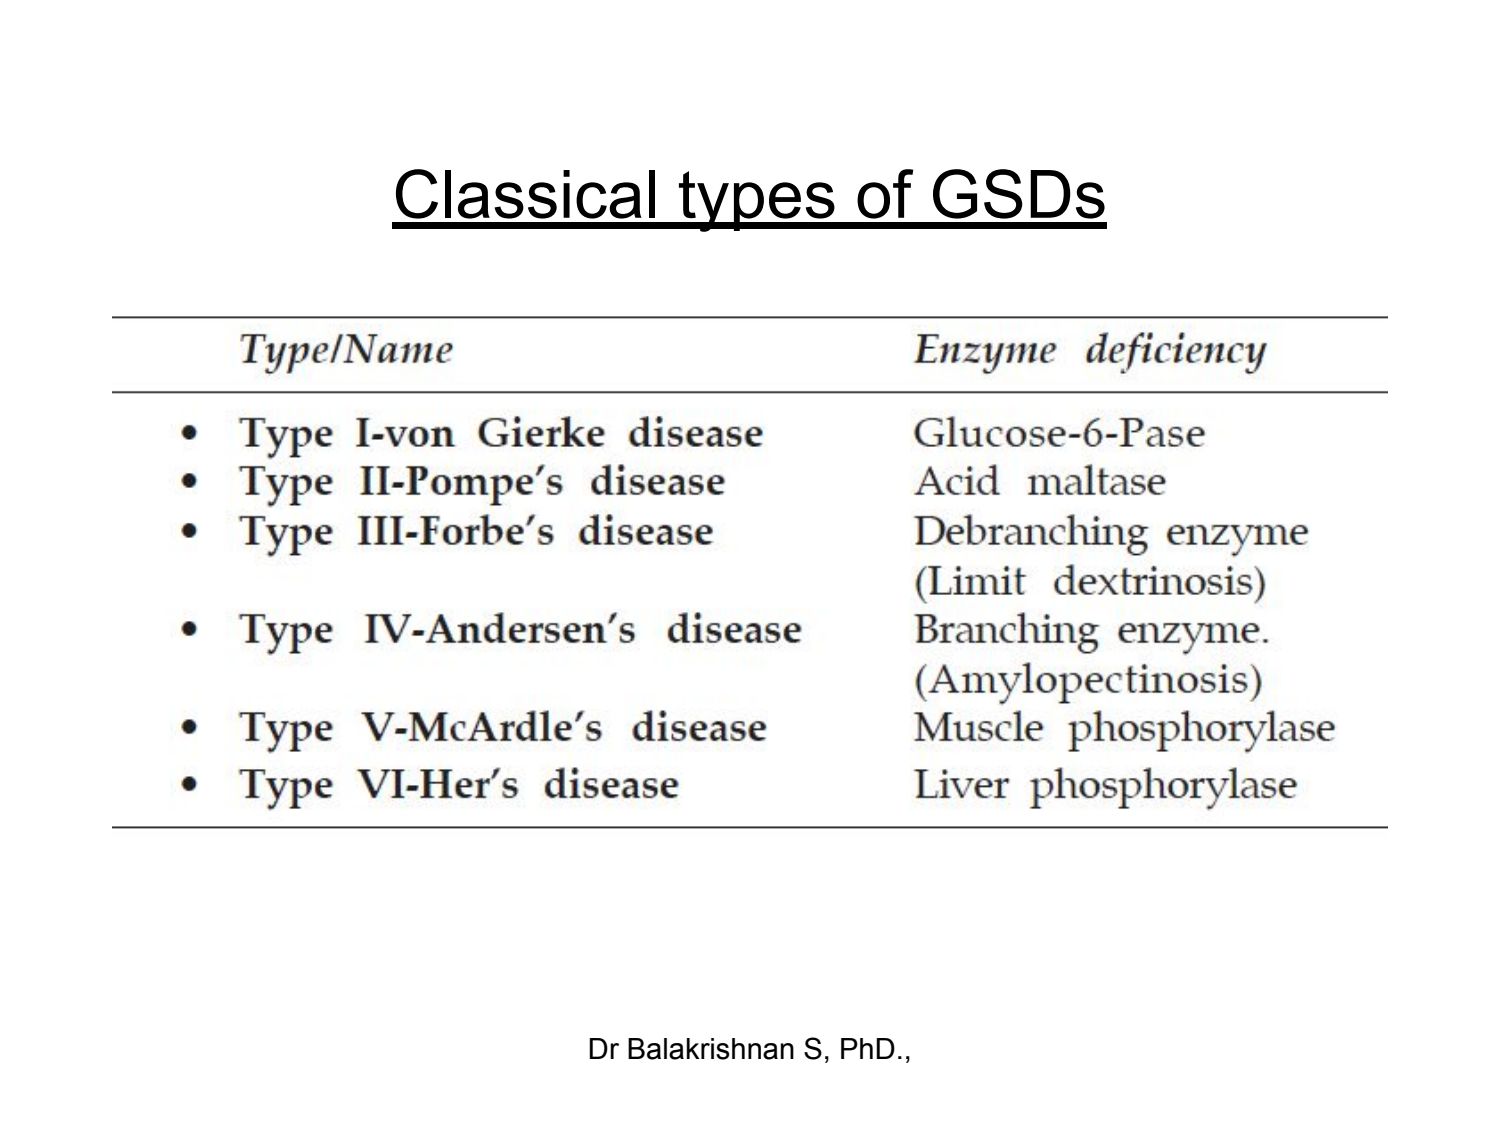 Classical types of GSDs
Type/Name Enzyme deficiency
• Type I-von Gierke disease Glucose-6-Pase
• Type II-Pompe's disease Acid maltase
• Type III-Forbe's disease Debranching enzyme
(Limit dextrinosis)
• Type IV-Andersen's disease Branching enzyme.
(Amylopectinosis)
• Type V-McArdle's disease Muscle phosphorylase
• Type VI-Her's disease Liver phosphorylase
Dr Balakrishnan S, PhD.,